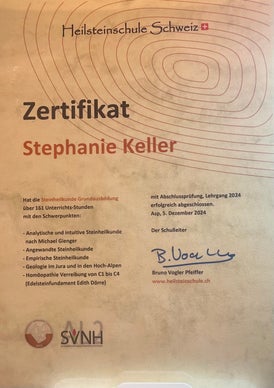 Heilsteinschule Schweiz
Zertifikat
Stephanie Keller
Hat die Steinheilkunde Grundausbildung
über 161 Unterrichts-Stunden
mit den Schwerpunkten:
- Analytische und intuitive Steinheilkunde
nach Michael Gienger
- Angewandte Steinheilkunde
- Empirische Steinheilkunde
- Geologie im Jura und in den Hoch-Alpen
- Homöopathie Verreibung von C1 bis C4
(Edelsteinfundament Edith Dörre)
mit Abschlussprüfung, Lehrgang 2024
erfolgreich abgeschlossen.
Asp, 5. Dezember 2024
Der Schulleiter
Bruno Vogler Pfeiffer
www.heilsteinschule.ch
SVNH